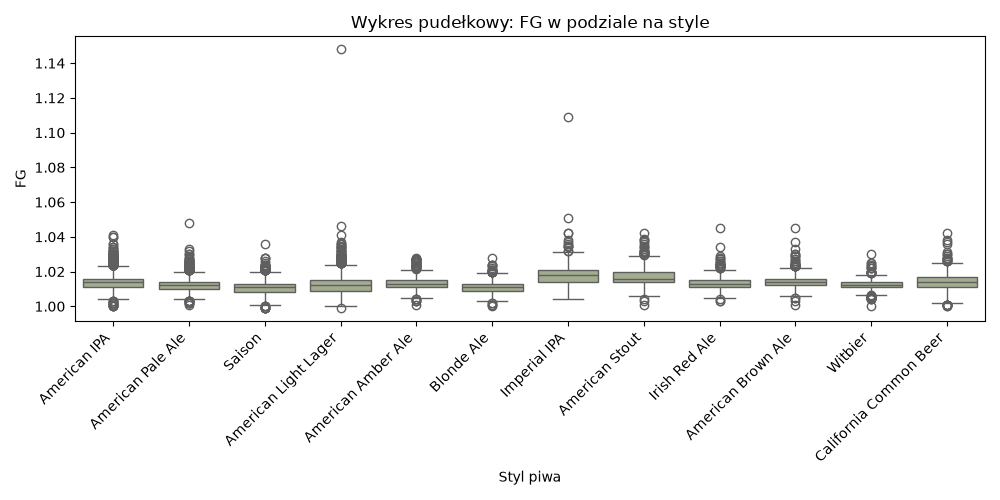 Wykres pudełkowy: FG w podziale na style
FG
1.14
1.12
1.10
1.08
1.06
1.04
1.02
1.00
American IPA
American Pale Ale
Saison
American Light Lager
American Amber Ale
Blonde Ale
Imperial IPA
American Stout
Irish Red Ale
American Brown Ale
Witbier
California Common Beer
Styl piwa